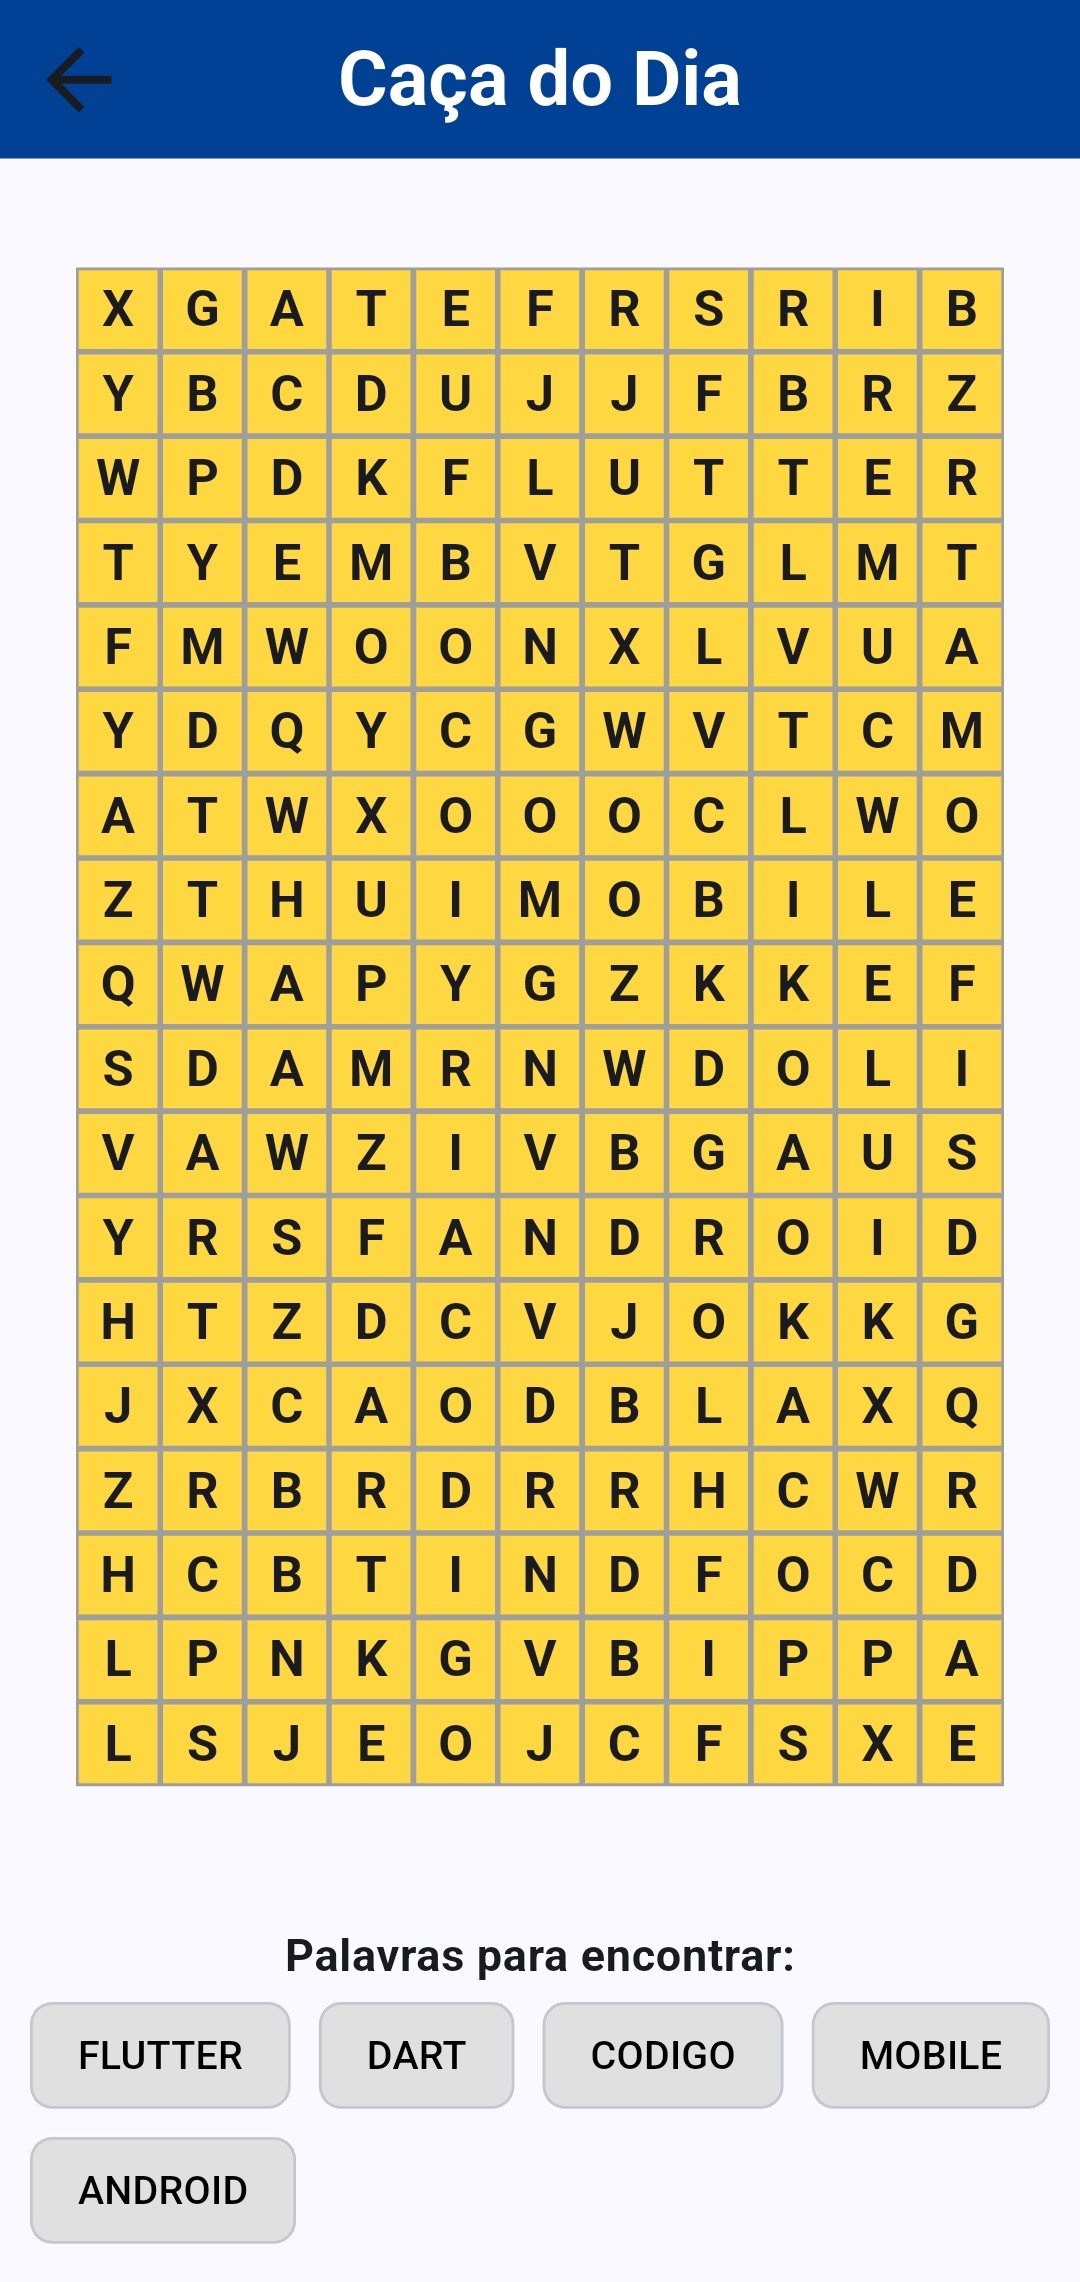 Caça do Dia
X G A T E F R S R I B
Y B C D U J J F B R Z
W P D K F L U T T E R
T Y E M B V T G L M T
F M W O O N X L V U A
Y D Q Y C G W V T C M
A T W X O O O C L W O
Z T H U I M O B I L E
Q W A P Y G Z K K E F
S D A M R N W D O L I
V A W Z I V B G A U S
Y R S F A N D R O I D
H T Z D C V J O K K G
J X C A O D B L A X Q
Z R B R D R R H C W R
H C B T I N D F O C D
L P N K G V B I P P A
L S J E O J C F S X E
Palavras para encontrar:
FLUTTER DART CODIGO MOBILE
ANDROID